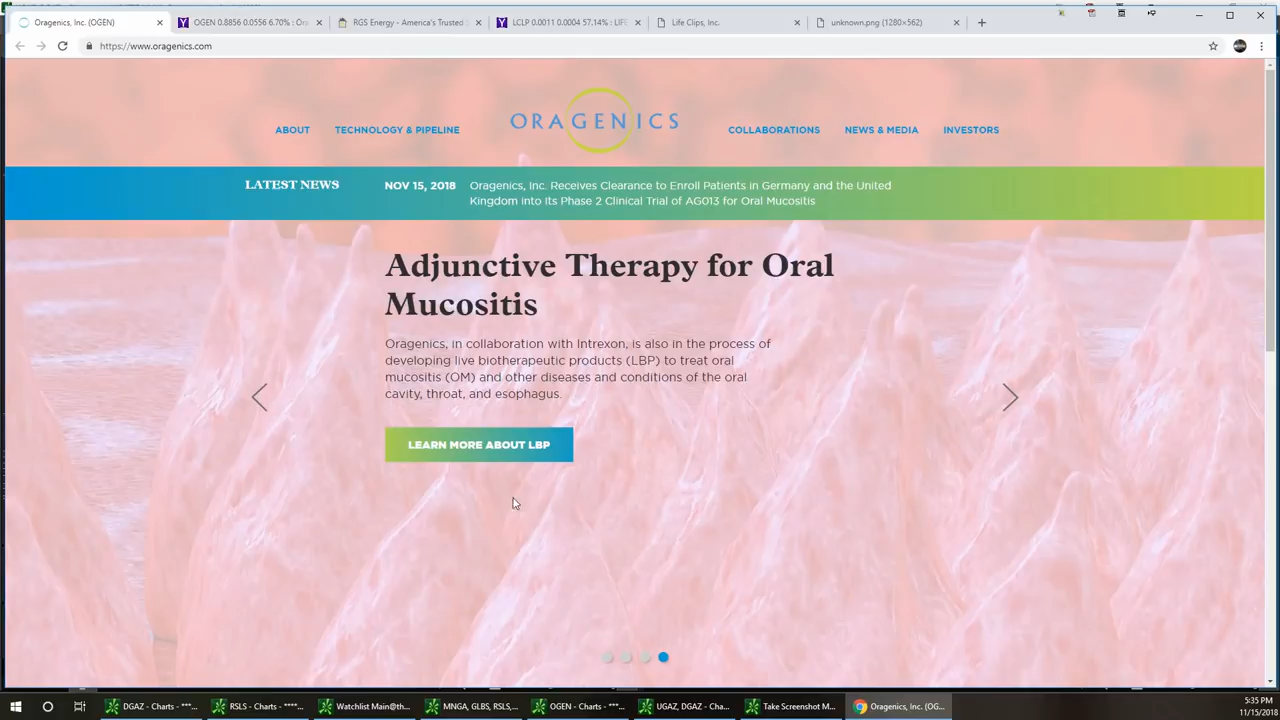 Oragenics, Inc. (OGEN)
OGEN 0.8856 0.0556 6.70% : Ora
RGS Energy - America's Trusted
LCLP 0.0011 0.0004 57.14% : LIF
Life Clips, Inc.
unknown.png (1280×562)
https://www.oragenics.com
ABOUT
TECHNOLOGY & PIPELINE
ORAGENICS
COLLABORATIONS
NEWS & MEDIA
INVESTORS
LATEST NEWS
NOV 15, 2018
Oragenics, Inc. Receives Clearance to Enroll Patients in Germany and the United
Kingdom into Its Phase 2 Clinical Trial of AG013 for Oral Mucositis
Adjunctive Therapy for Oral
Mucositis
Oragenics, in collaboration with Intrexon, is also in the process of
developing live biotherapeutic products (LBP) to treat oral
mucositis (OM) and other diseases and conditions of the oral
cavity, throat, and esophagus.
LEARN MORE ABOUT LBP
DGAZ - Charts - ****...
RSLS - Charts - ****...
Watchlist Main@th...
MNGA, GLBS, RSLS,...
OGEN - Charts - ****...
UGAZ, DGAZ - Cha...
Take Screenshot M...
Oragenics, Inc. (OG...
5:35 PM
11/15/2018